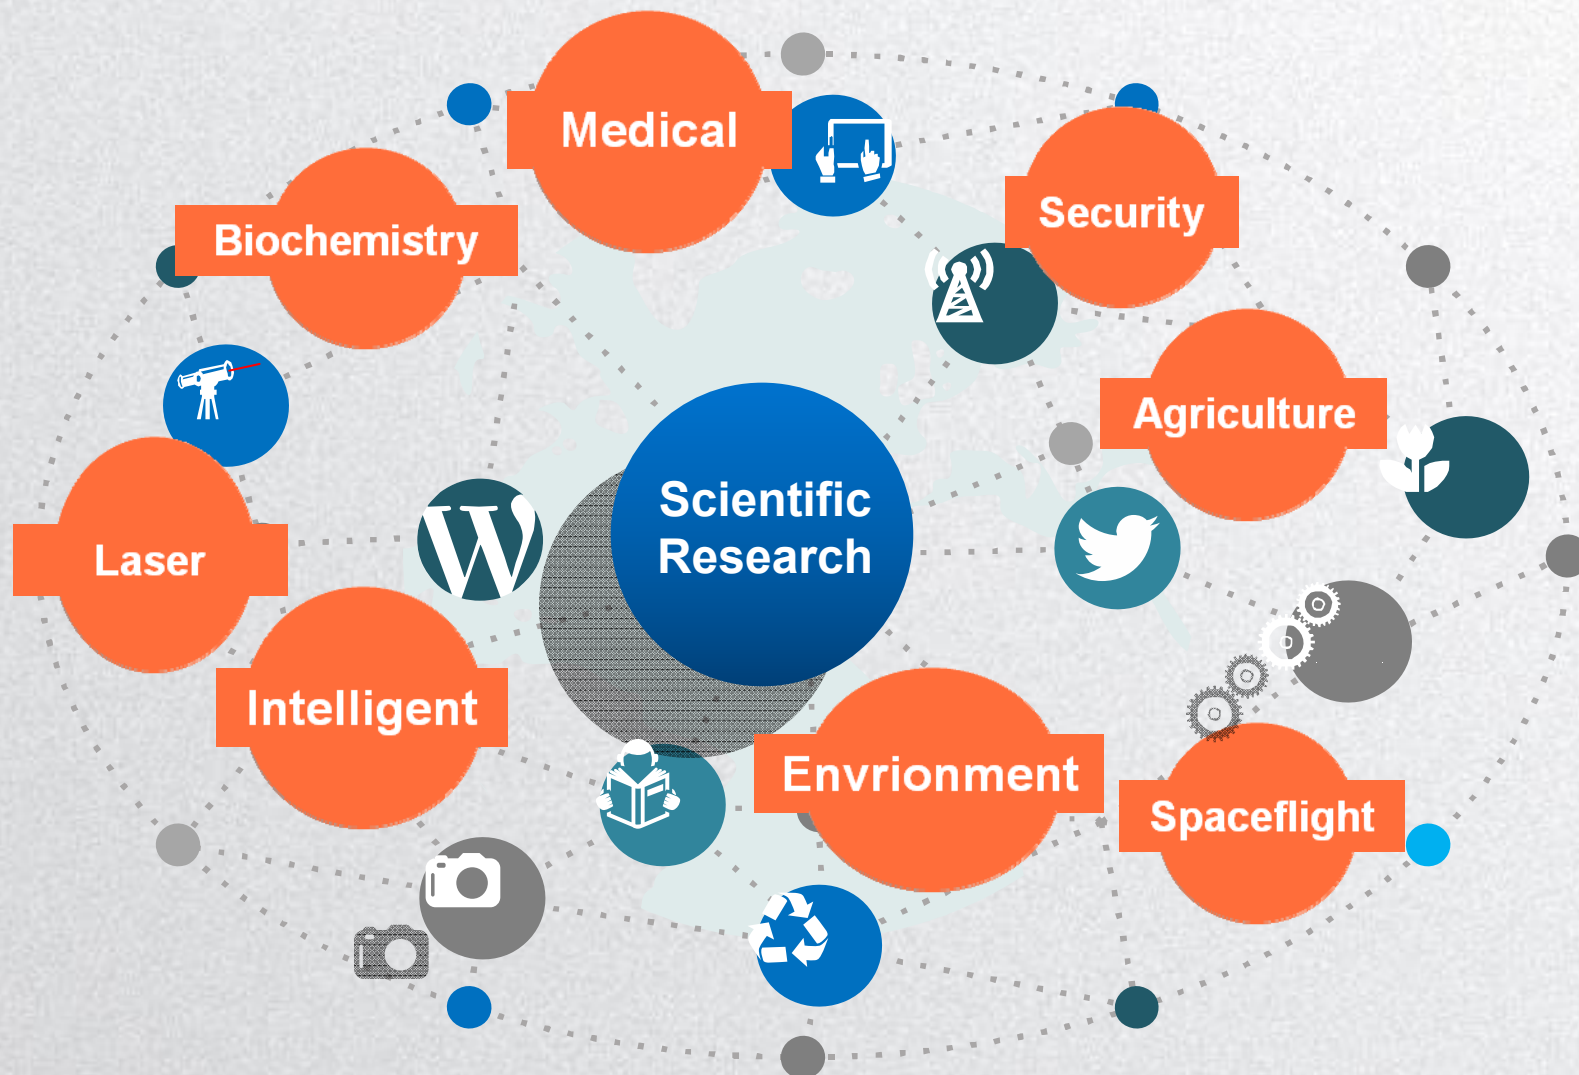 Medical
Security
Biochemistry
Agriculture
Scientific
Research
Laser
Intelligent
Envrionment
Spaceflight